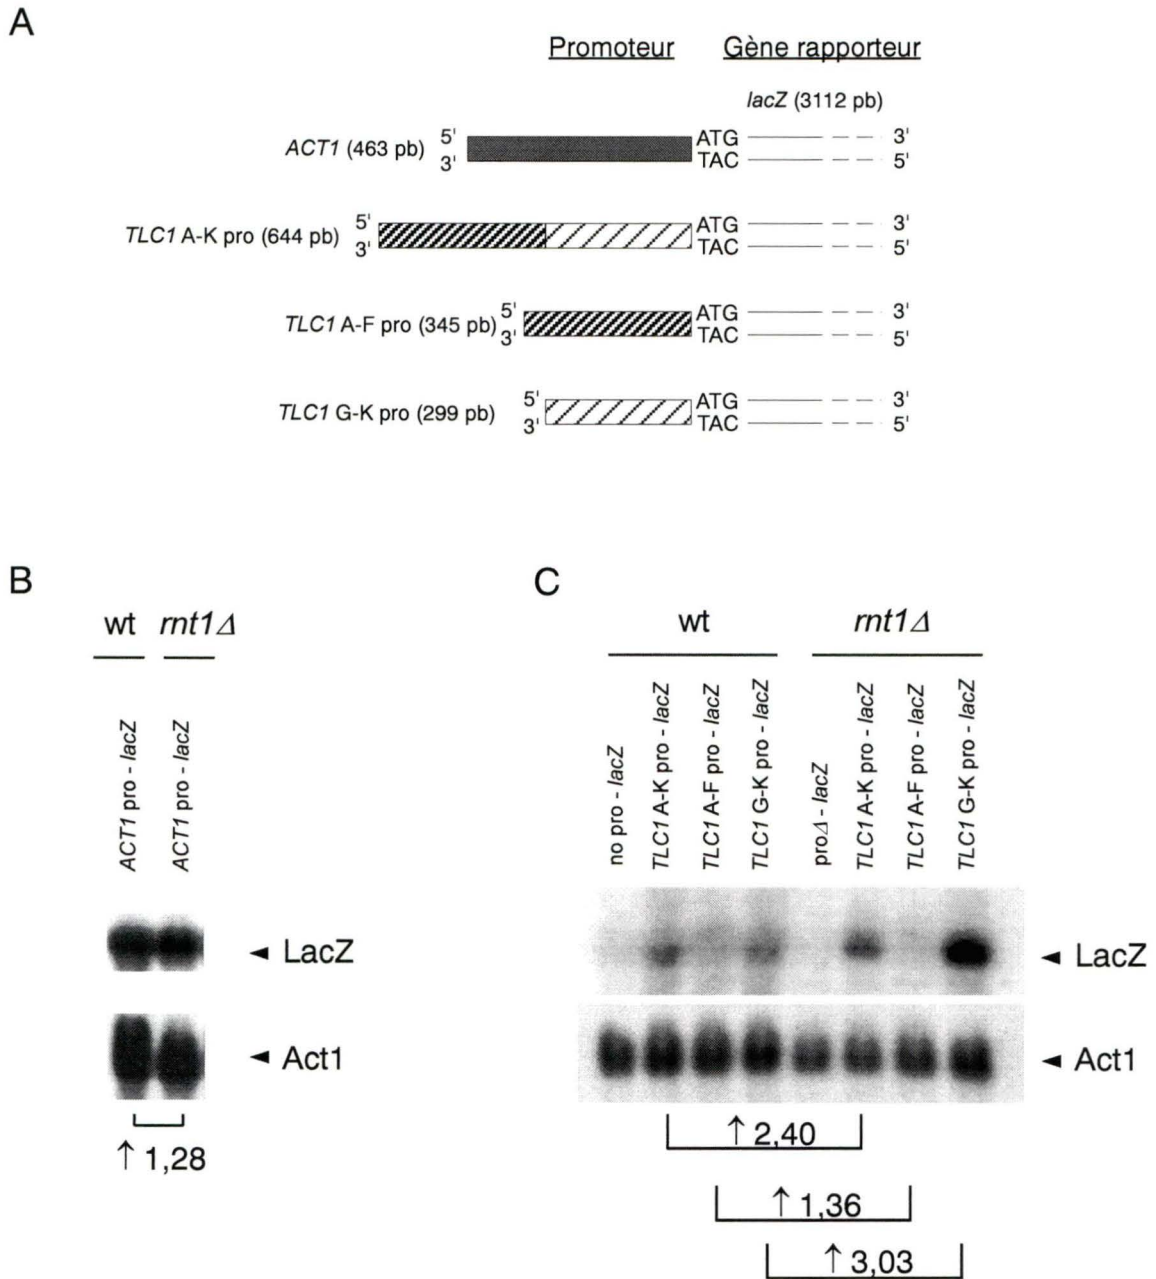 A
Promoteur Gène rapporteur
lacZ (3112 pb)
ACT1 (463 pb) 5' ATG 3'
3' TAC 5'
TLC1 A-K pro (644 pb) 5' ATG 3'
3' TAC 5'
TLC1 A-F pro (345 pb) 5' ATG 3'
3' TAC 5'
TLC1 G-K pro (299 pb) 5' ATG 3'
3' TAC 5'
B
wt rnt1Δ
ACT1 pro - lacZ
ACT1 pro - lacZ
◄ LacZ
◄ Act1
↑ 1,28
C
wt rnt1Δ
no pro - lacZ
TLC1 A-K pro - lacZ
TLC1 A-F pro - lacZ
TLC1 G-K pro - lacZ
proΔ - lacZ
TLC1 A-K pro - lacZ
TLC1 A-F pro - lacZ
TLC1 G-K pro - lacZ
◄ LacZ
◄ Act1
↑ 2,40
↑ 1,36
↑ 3,03